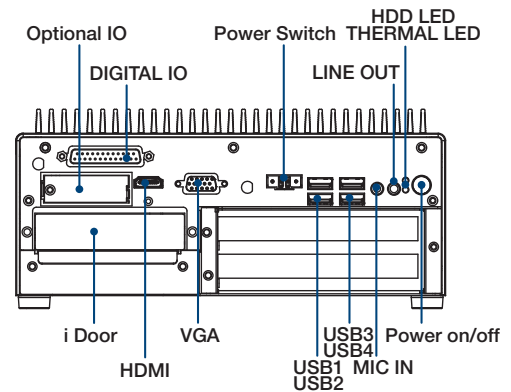 HDD LED
Optional IO
Power Switch
THERMAL LED
DIGITAL IO
LINE OUT
i Door
VGA
USB3
Power on/off
USB4
HDMI
USB1
MIC IN
USB2